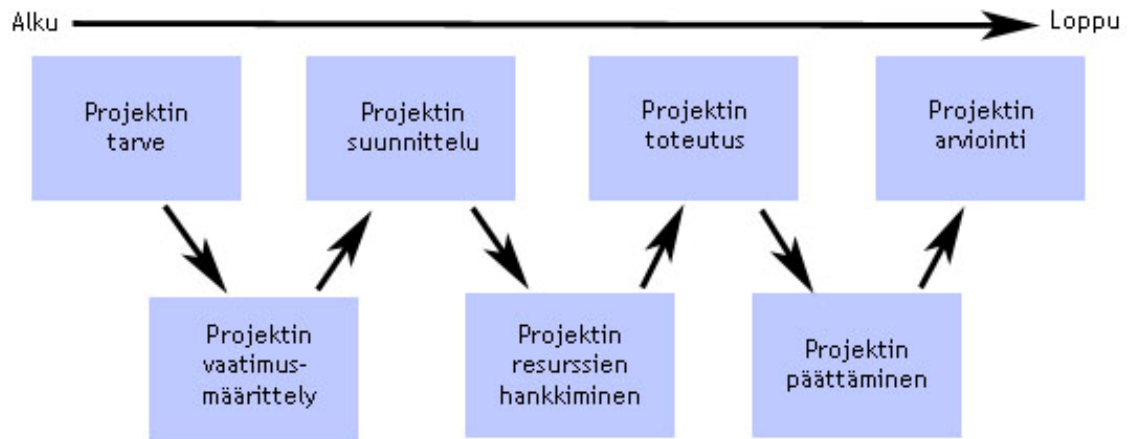 Alku
Loppu
Projektin
tarve
Projektin
vaatimus-
määrittely
Projektin
suunnittelu
Projektin
resurssien
hankkiminen
Projektin
toteutus
Projektin
päättäminen
Projektin
arviointi